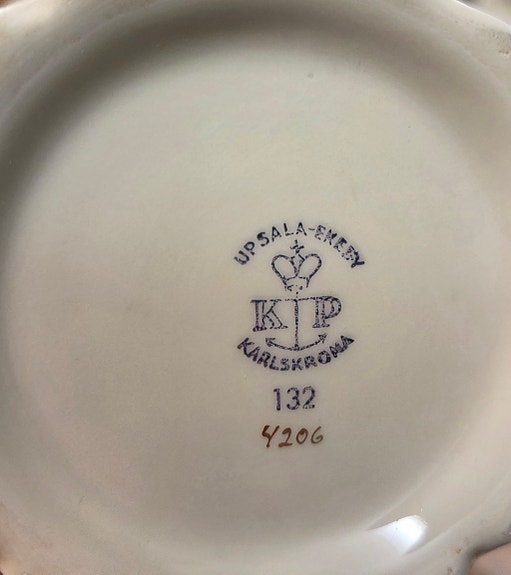 UPSALA-EKEBY
KP
KARLSKRONA
132
4206